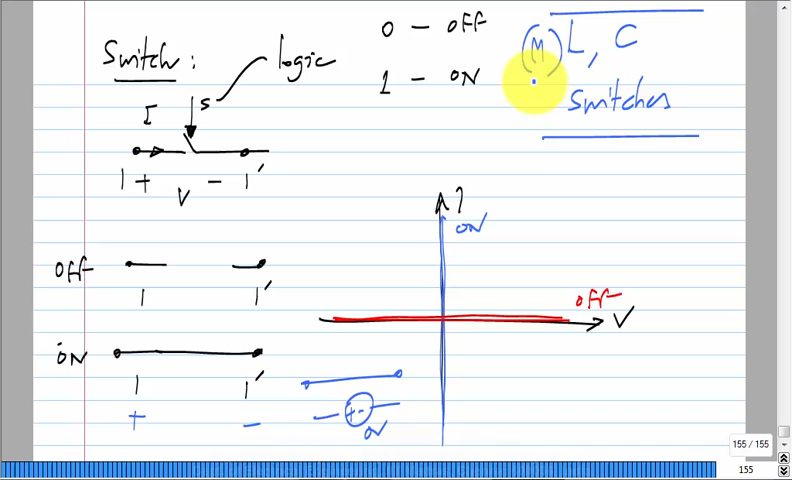 0 - OFF
(M) L, C
Switch : logic
1 - ON
Switches
I
S
1 + V - 1'
I
ON
OFF
1 1'
OFF
V
ON
1 1'
+ -
- + - -
0V
155 / 155
155